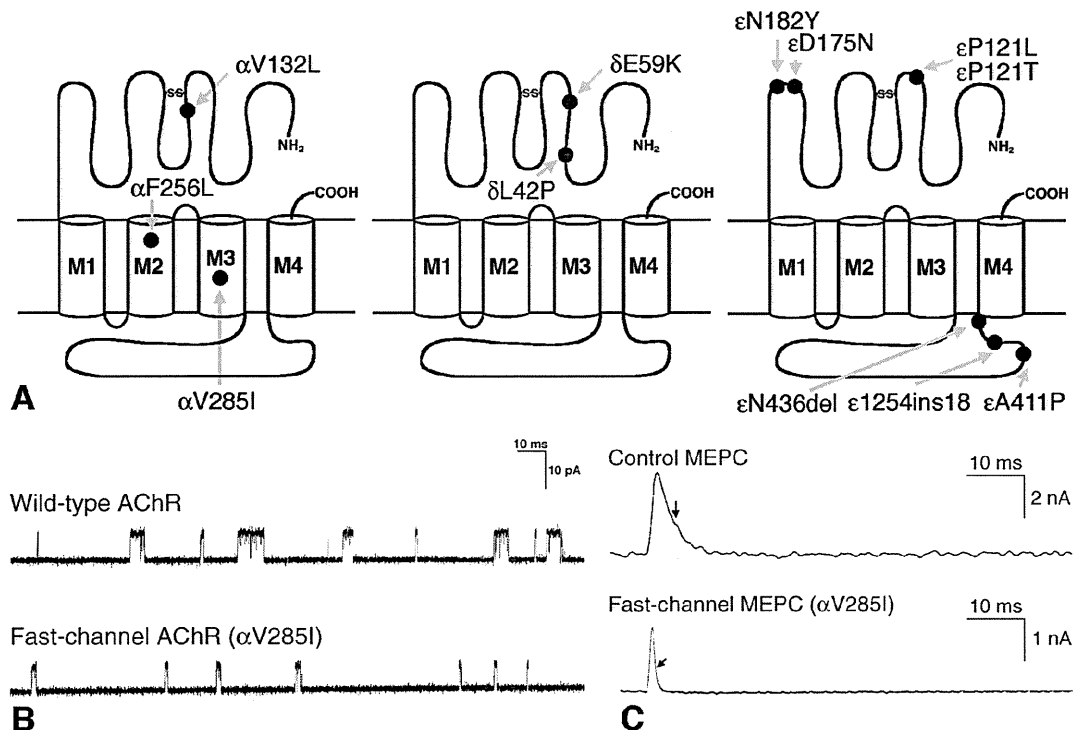 αV132L
ss
NH₂
αF256L
COOH
M1
M2
M3
M4
αV285I
δE59K
ss
NH₂
δL42P
COOH
M1
M2
M3
M4
εN182Y
εD175N
εP121L
εP121T
ss
NH₂
COOH
M1
M2
M3
M4
εN436del
ε1254ins18
εA411P
A
10 ms
10 pA
Wild-type AChR
Fast-channel AChR (αV285I)
B
Control MEPC
10 ms
2 nA
Fast-channel MEPC (αV285I)
10 ms
1 nA
C